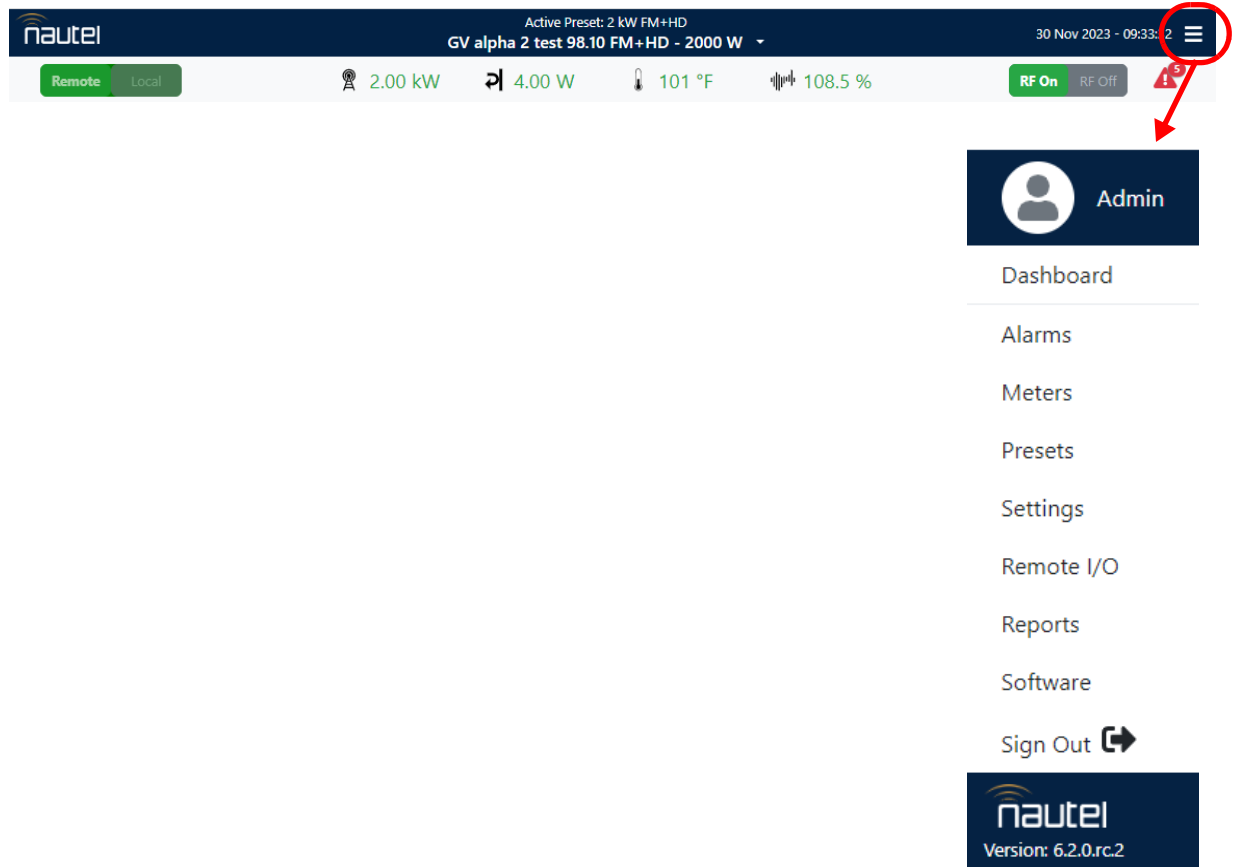 nautel
Active Preset: 2 kW FM+HD
GV alpha 2 test 98.10 FM+HD - 2000 W
30 Nov 2023 - 09:33:12
Remote Local
2.00 kW 4.00 W 101 °F 108.5 %
RF On RF Off 5
Admin
Dashboard
Alarms
Meters
Presets
Settings
Remote I/O
Reports
Software
Sign Out
nautel
Version: 6.2.0.rc.2